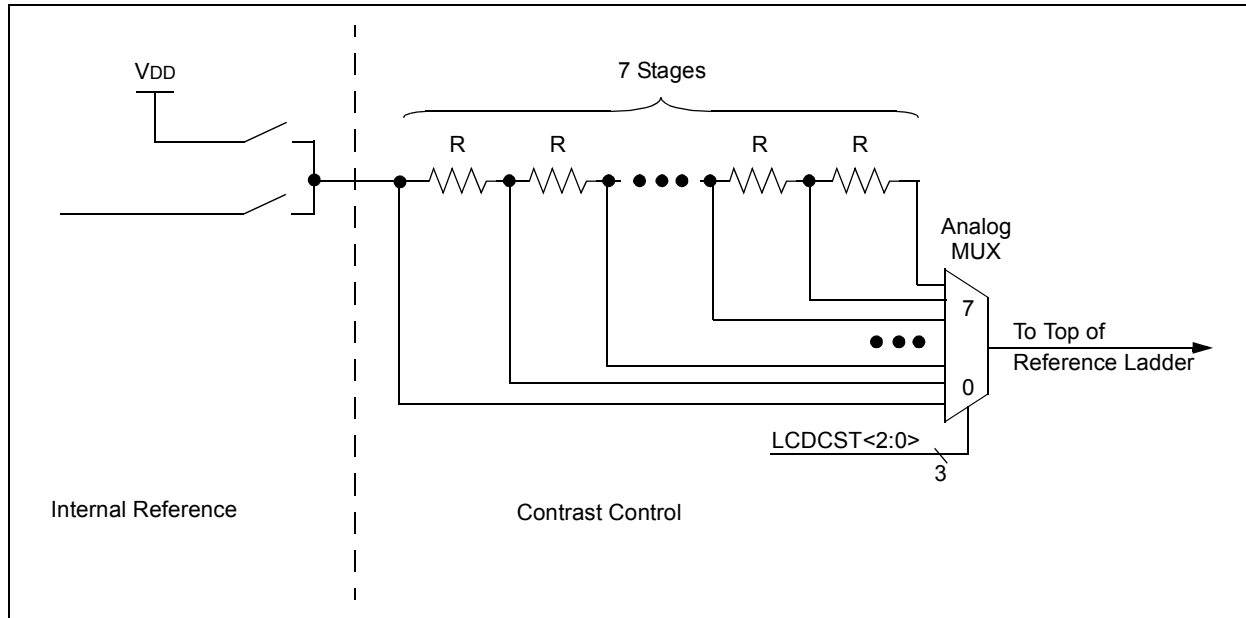 VDD
7 Stages
R
R
R
R
Analog
MUX
7
0
To Top of
Reference Ladder
LCDCST<2:0>
3
Internal Reference
Contrast Control